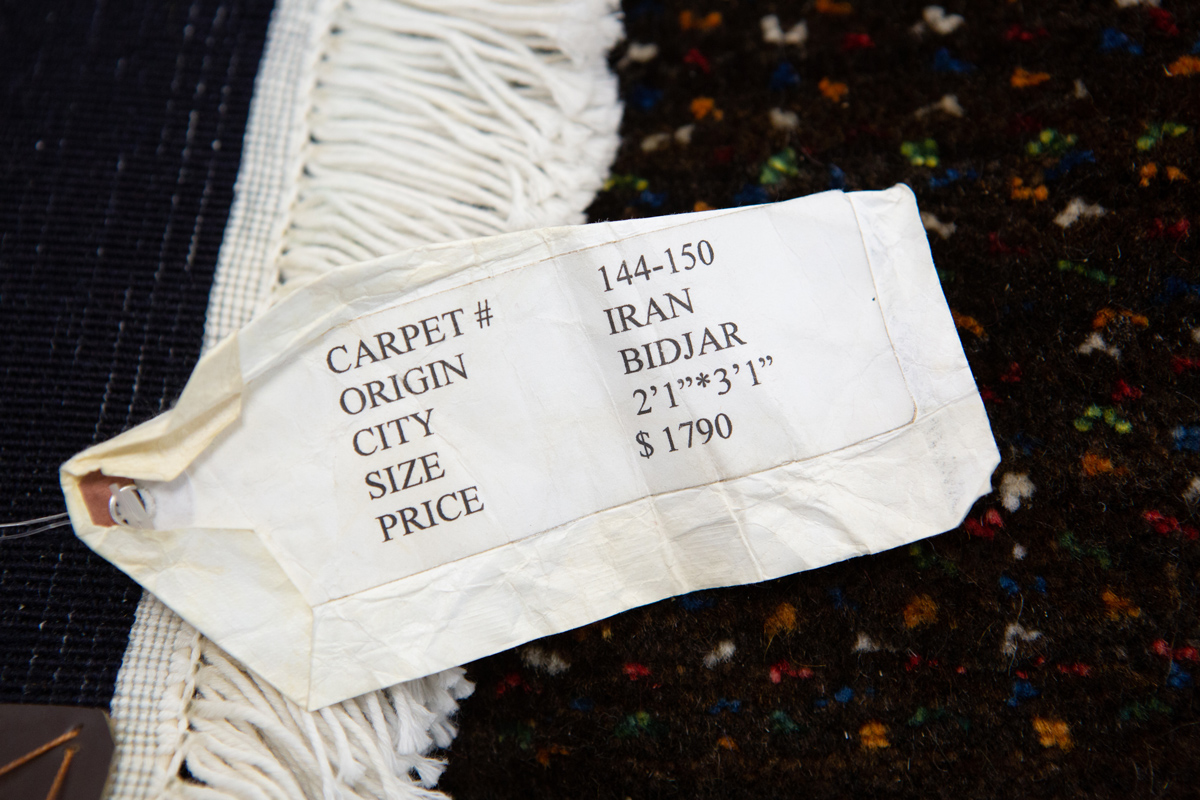 CARPET # 144-150
ORIGIN IRAN
CITY BIDJAR
SIZE 2’1”*3’1”
PRICE $ 1790